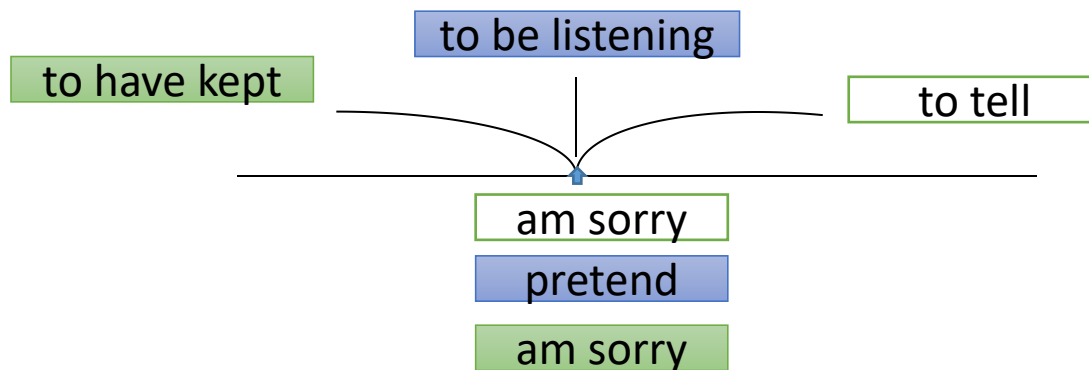 to be listening
to have kept
to tell
am sorry
pretend
am sorry